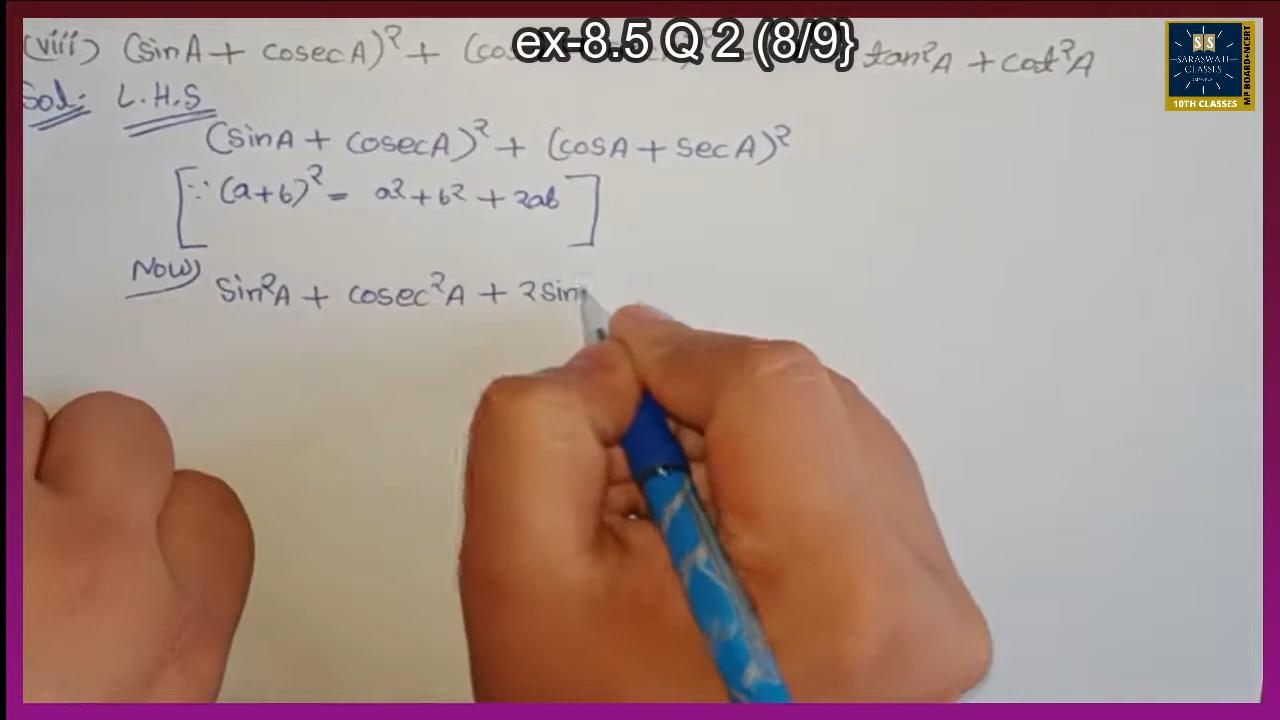 ex=8.5 Q 2 (8/9}
(viii) (sinA + cosecA)² + (cos tan²A + cot²A
Sol. L.H.S
(sinA + cosecA)² + (cosA + secA)²
[∵ (a+b)² = a² + b² + 2ab]
Now,
sin²A + cosec²A + 2sin
SS
SARASWATI
CLASSES
10TH CLASSES
MP BOARD+NCERT